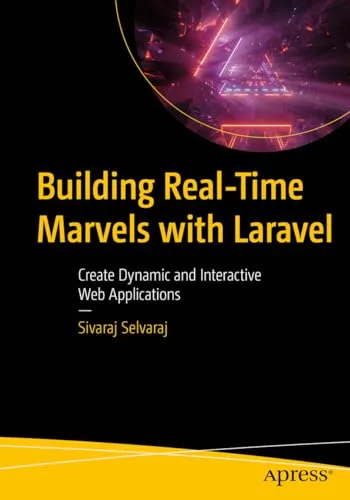 Building Real-Time
Marvels with Laravel
Create Dynamic and Interactive
Web Applications
—
Sivaraj Selvaraj
Apress®